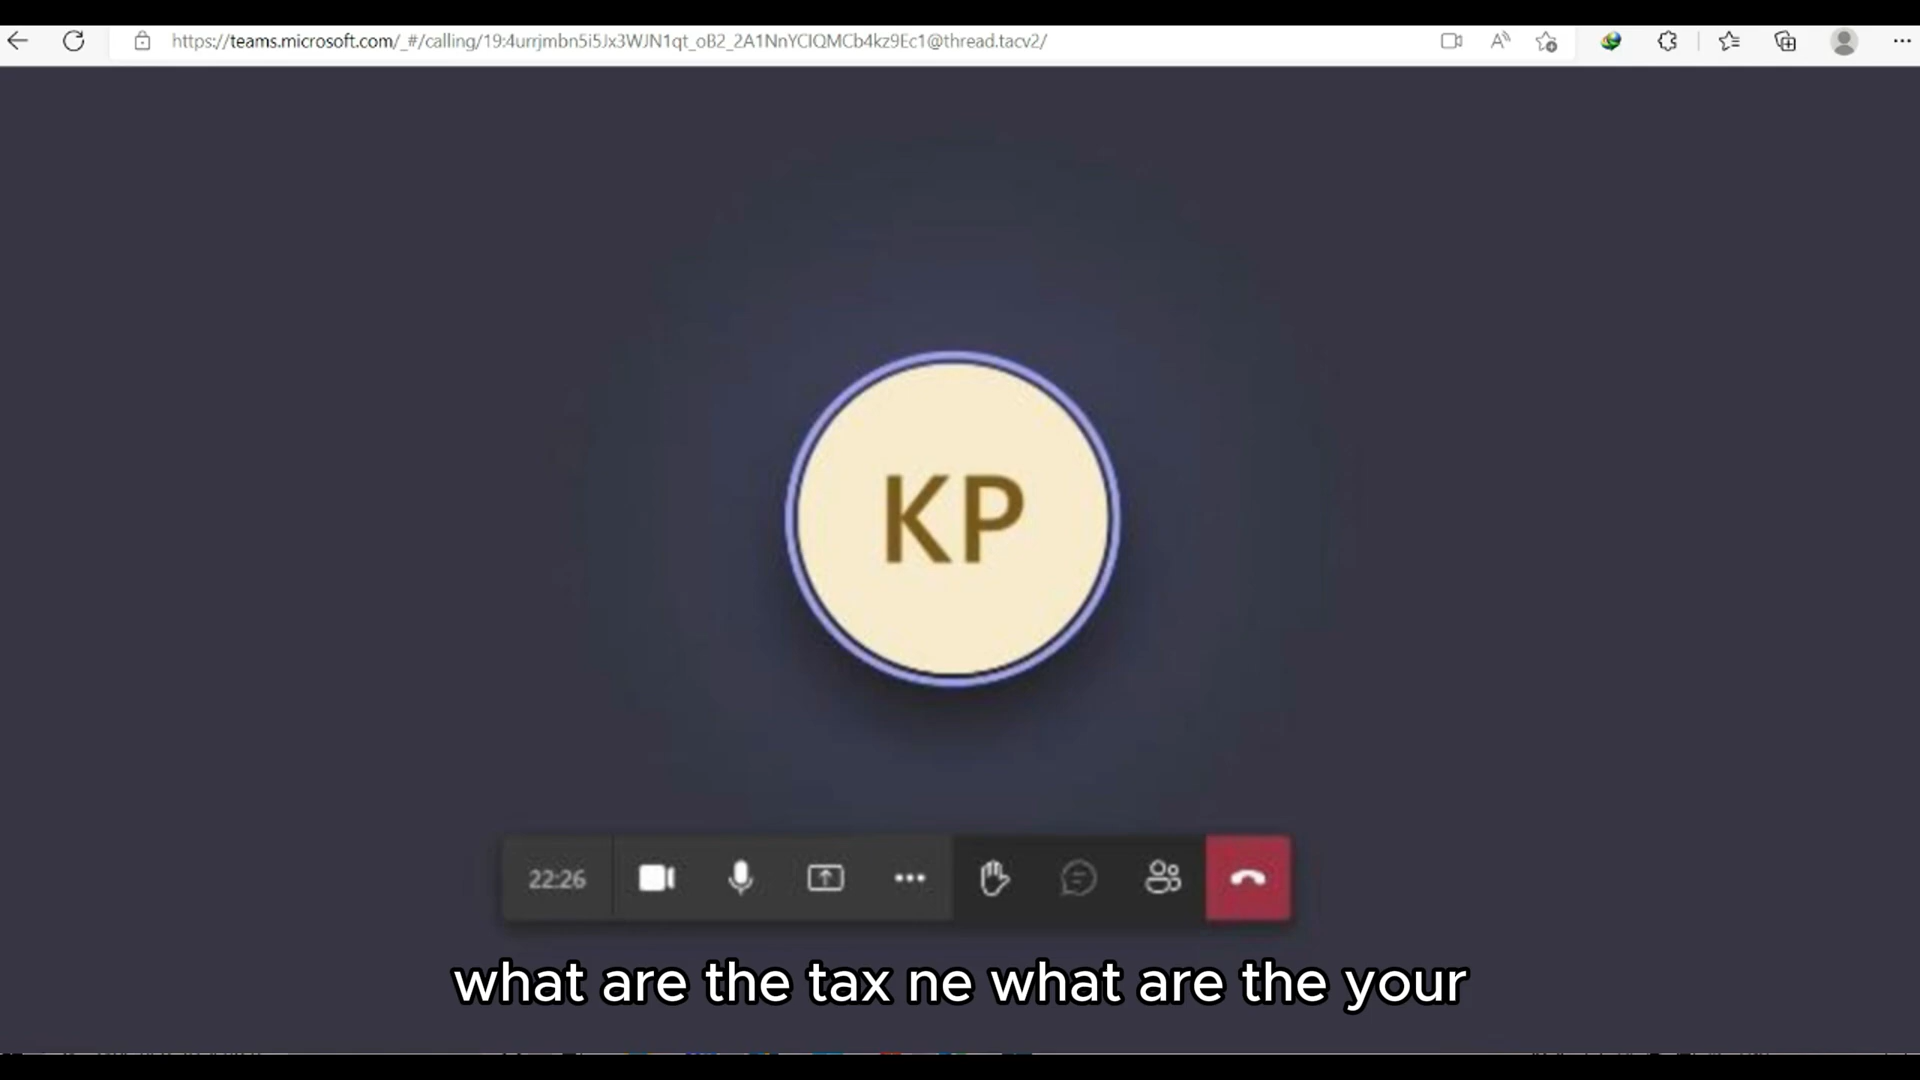 https://teams.microsoft.com/_#/calling/19:4urrjmbn5i5Jx3WJN1qt_oB2_2A1NnYCIQMCb4kz9Ec1@thread.tacv2/
KP
22:26
what are the tax ne what are the your